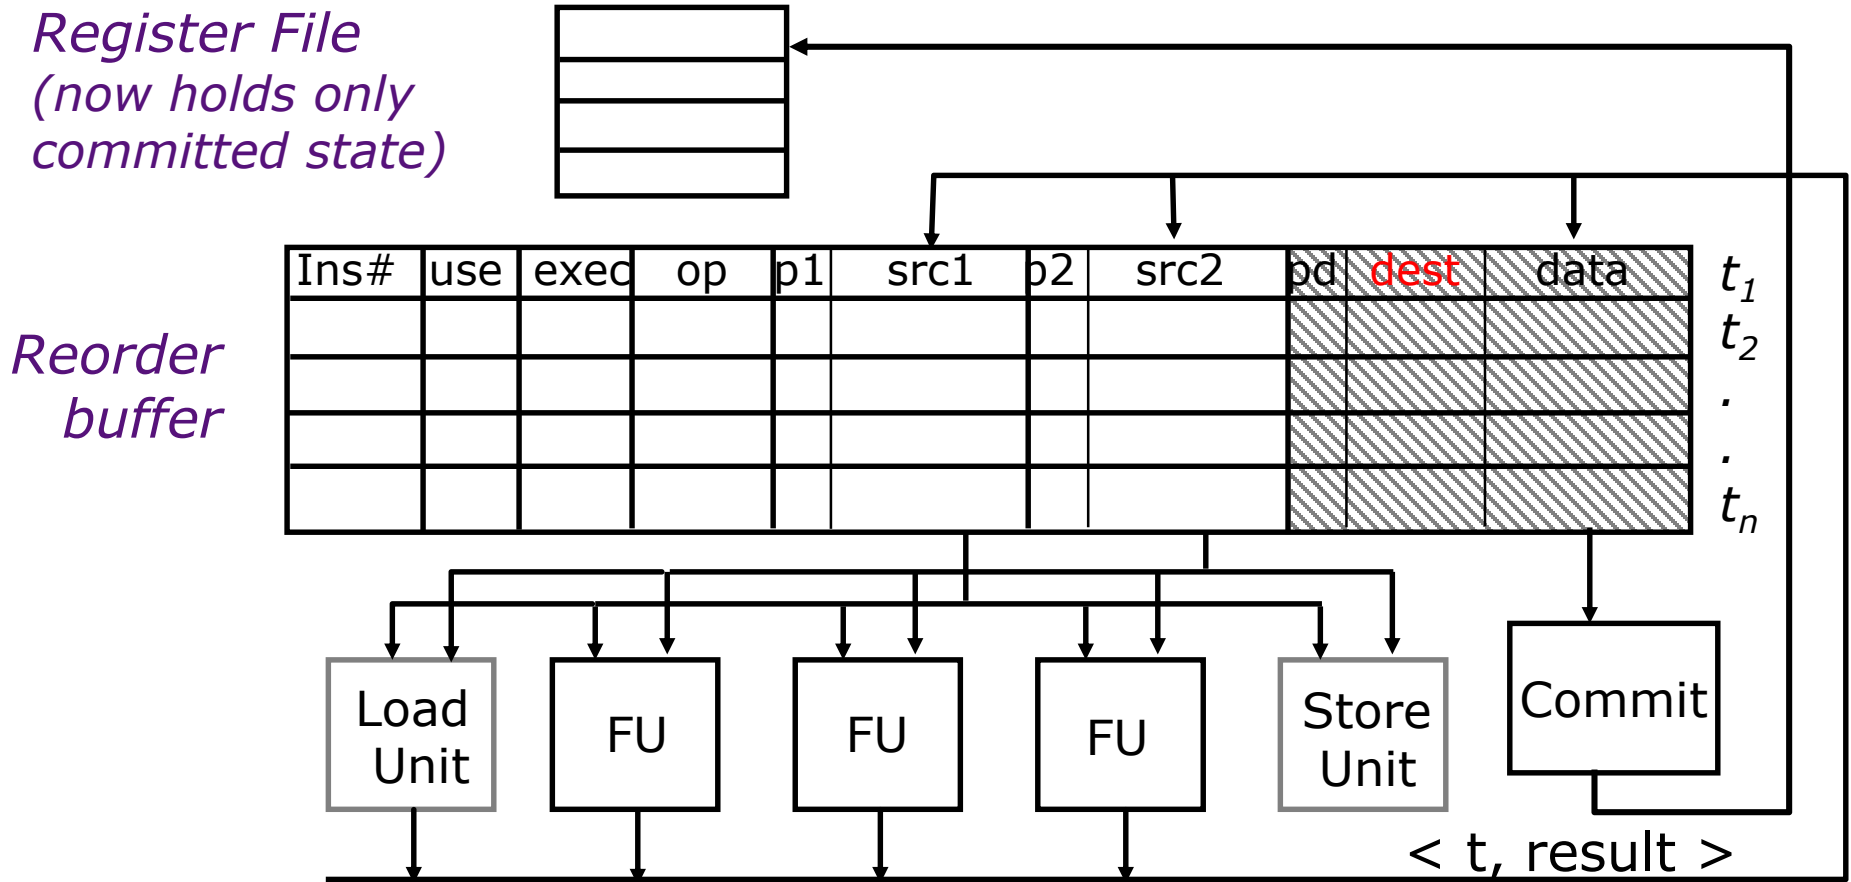 Register File
(now holds only
committed state)
Ins# use exec op p1 src1 p2 src2 pd dest data
t1
t2
.
.
tn
Reorder
buffer
Load
Unit
FU
FU
FU
Store
Unit
Commit
< t, result >